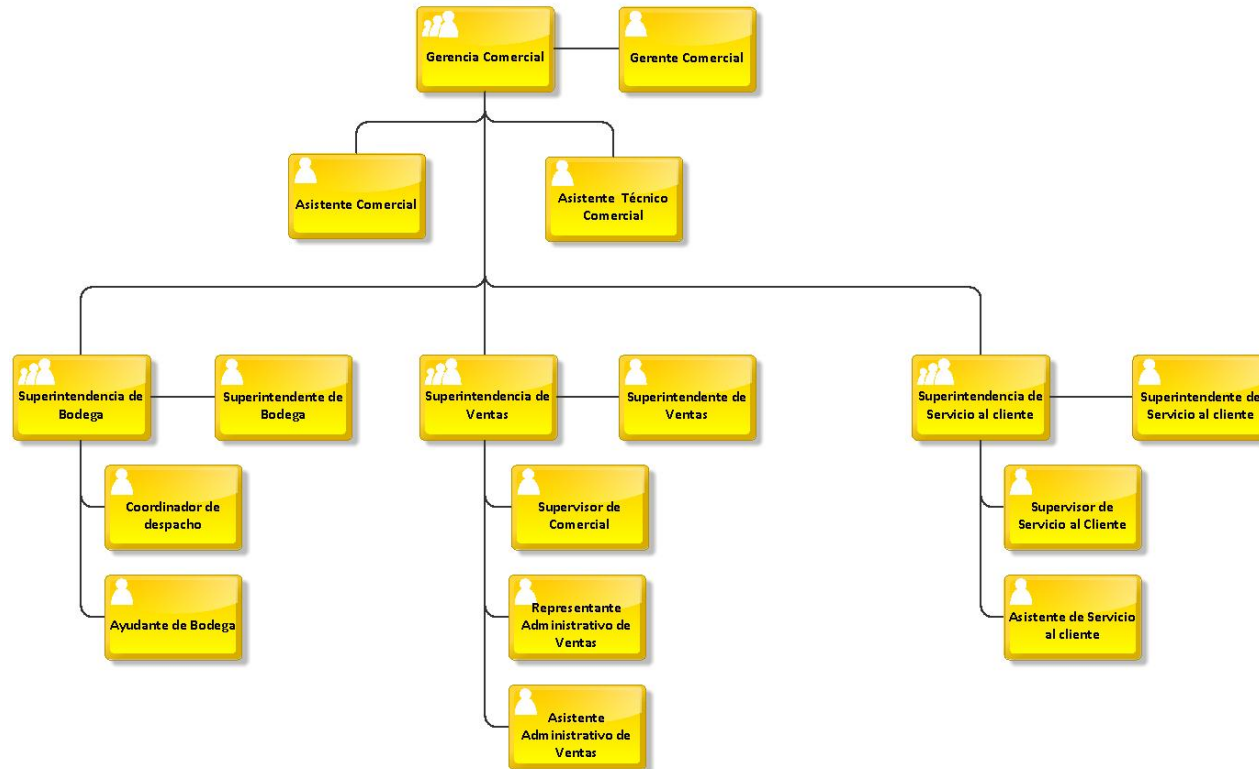 Gerencia Comercial
Gerente Comercial
Asistente Comercial
Asistente Técnico
Comercial
Superintendencia de
Bodega
Superintendente de
Bodega
Superintendencia de
Ventas
Superintendente de
Ventas
Superintendencia de
Servicio al cliente
Superintendente de
Servicio al cliente
Coordinador de
despacho
Supervisor de
Comercial
Supervisor de
Servicio al Cliente
Ayudante de Bodega
Representante
Administrativo de
Ventas
Asistente de Servicio
al cliente
Asistente
Administrativo de
Ventas